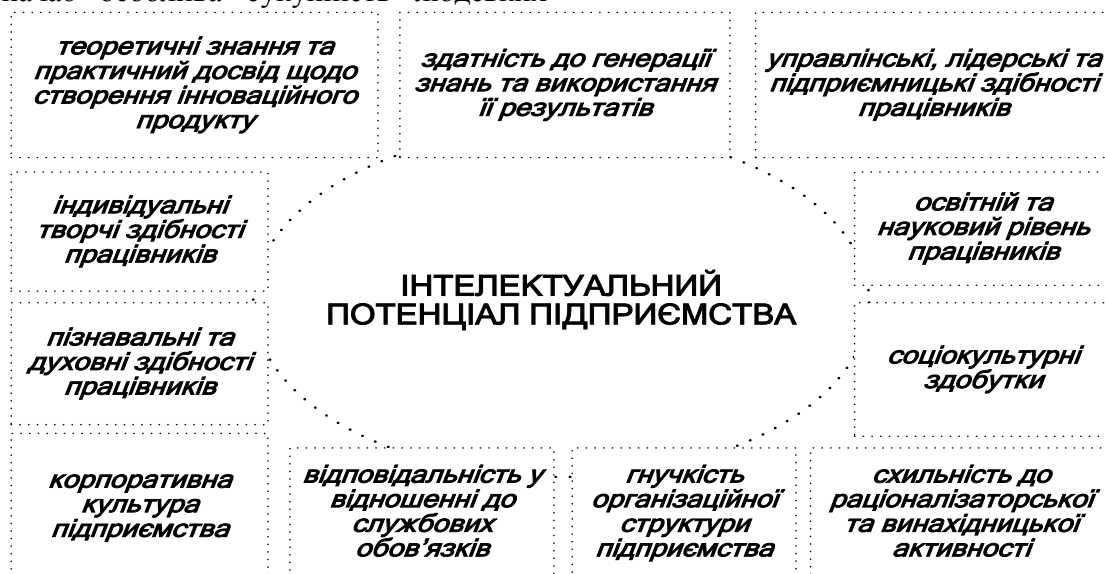 теоретичні знання та
практичний досвід щодо
створення інноваційного
продукту
здатність до генерації
знань та використання
її результатів
управлінські, лідерські та
підприємницькі здібності
працівників
індивідуальні
творчі здібності
працівників
освітній та
науковий рівень
працівників
ІНТЕЛЕКТУАЛЬНИЙ
ПОТЕНЦІАЛ ПІДПРИЄМСТВА
пізнавальні та
духовні здібності
працівників
соціокультурні
здобутки
корпоративна
культура
підприємства
відповідальність у
відношенні до
службових
обов’язків
гнучкість
організаційної
структури
підприємства
схильність до
раціоналізаторської
та винахідницької
активності